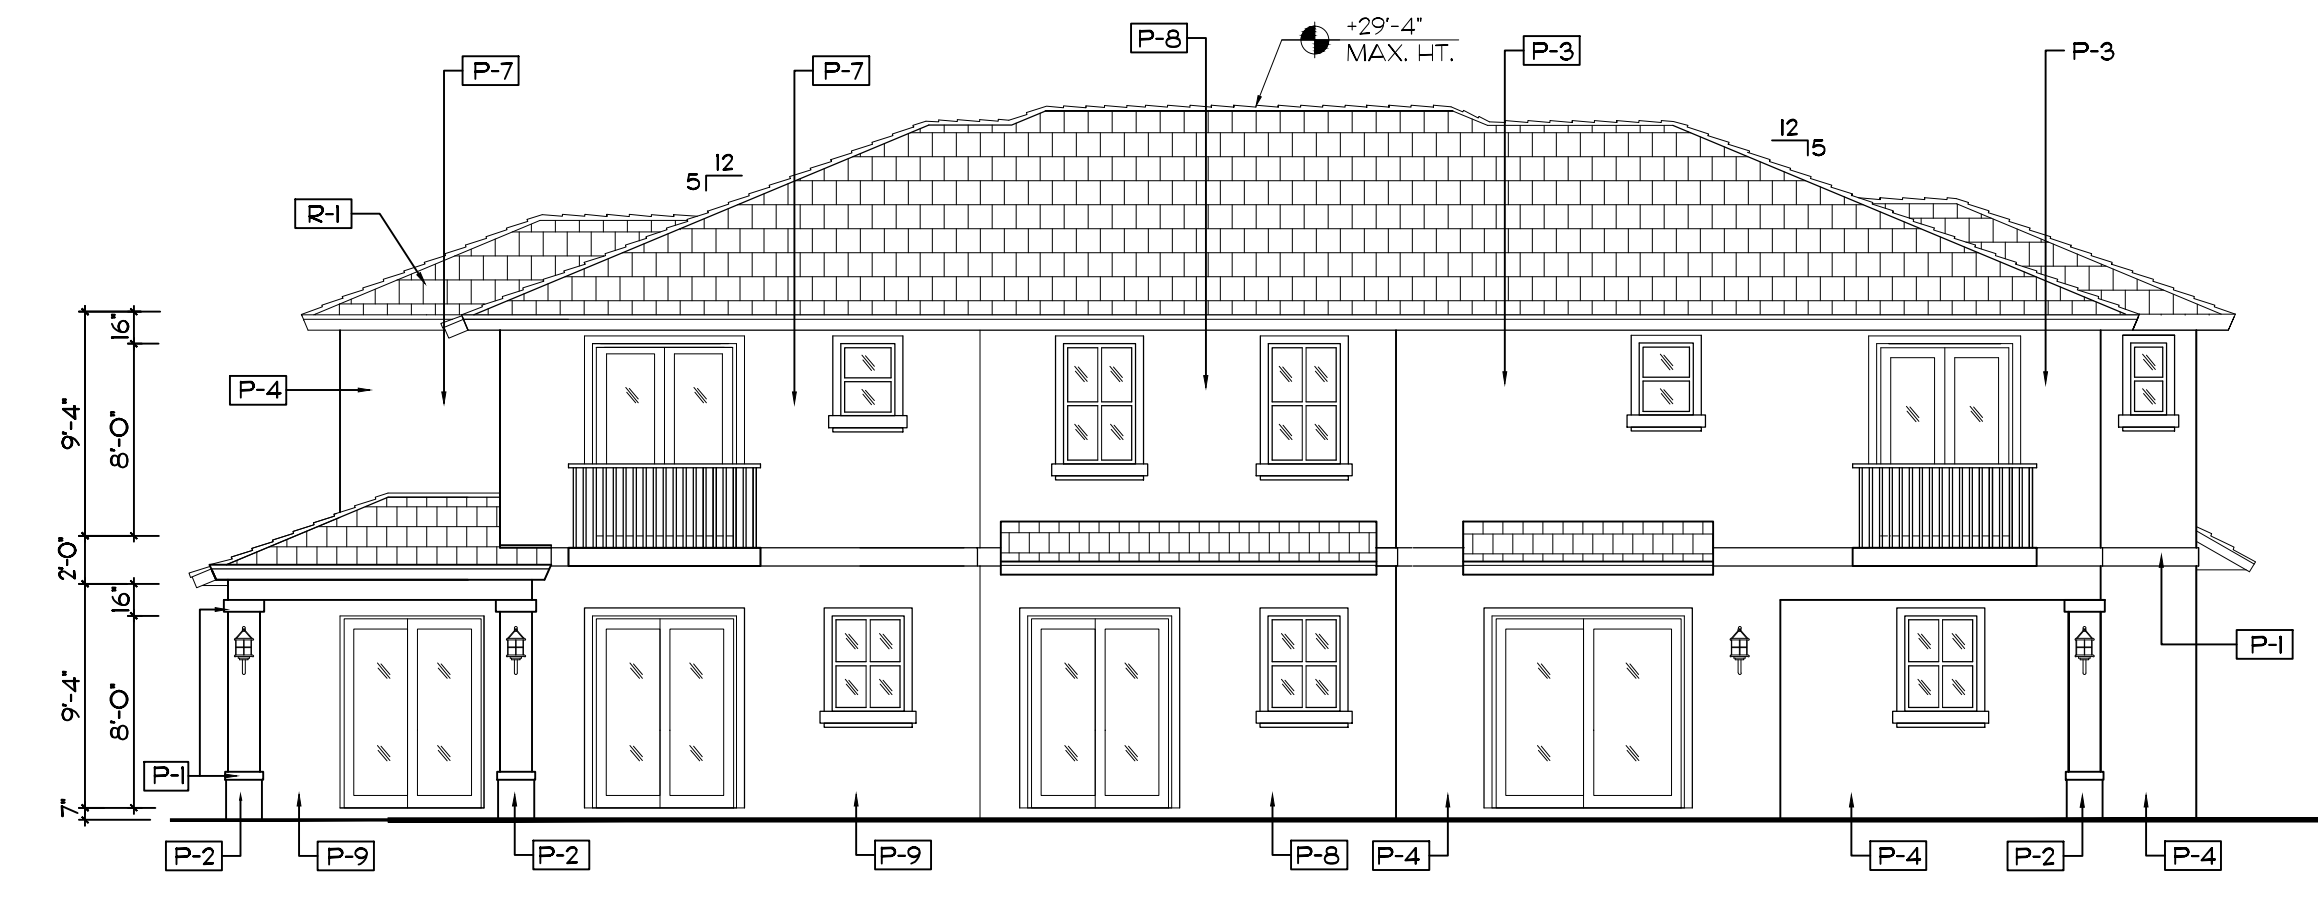 +29'-4"
MAX. HT.
P-8
P-3
P-3
P-7
P-7
12
5
12
5
R-1
16"
P-4
9'-4"
8'-0"
2'-0"
16"
P-1
9'-4"
8'-0"
P-1
7"
P-2
P-9
P-2
P-9
P-8
P-4
P-4
P-2
P-4